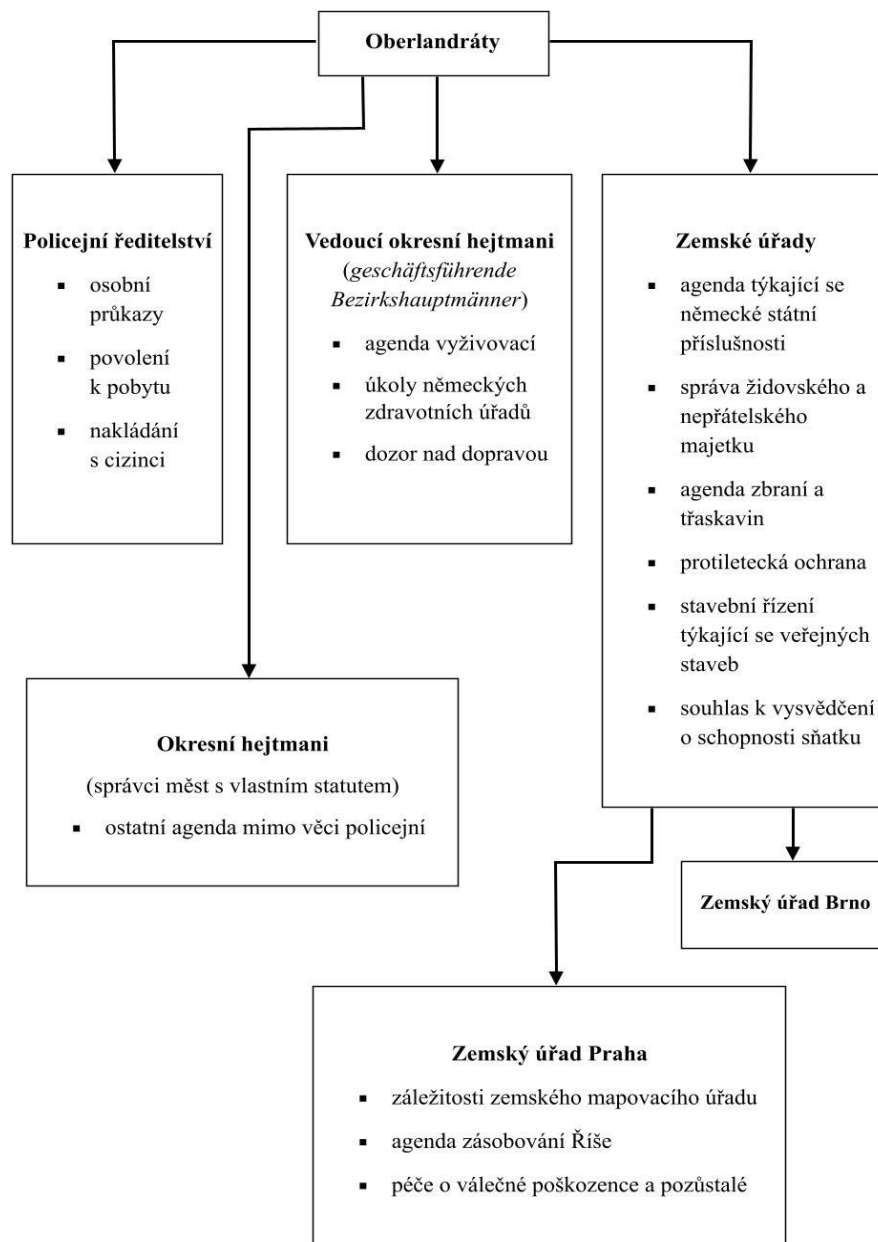 Oberlandráty
Policejní ředitelství
▪ osobní
průkazy
▪ povolení
k pobytu
▪ nakládání
s cizinci
Vedoucí okresní hejtmani
(geschäftsführende
Bezirkshauptmänner)
▪ agenda vyživovací
▪ úkoly německých
zdravotních úřadů
▪ dozor nad dopravou
Zemské úřady
▪ agenda týkající se
německé státní
příslušnosti
▪ správa židovského a
nepřátelského
majetku
▪ agenda zbraní a
třaskavin
▪ protiletecká ochrana
▪ stavební řízení
týkající se veřejných
staveb
▪ souhlas k vysvědčení
o schopnosti sňatku
Okresní hejtmani
(správci měst s vlastním statutem)
▪ ostatní agenda mimo věci policejní
Zemský úřad Brno
Zemský úřad Praha
▪ záležitosti zemského mapovacího úřadu
▪ agenda zásobování Říše
▪ péče o válečné poškozence a pozůstalé